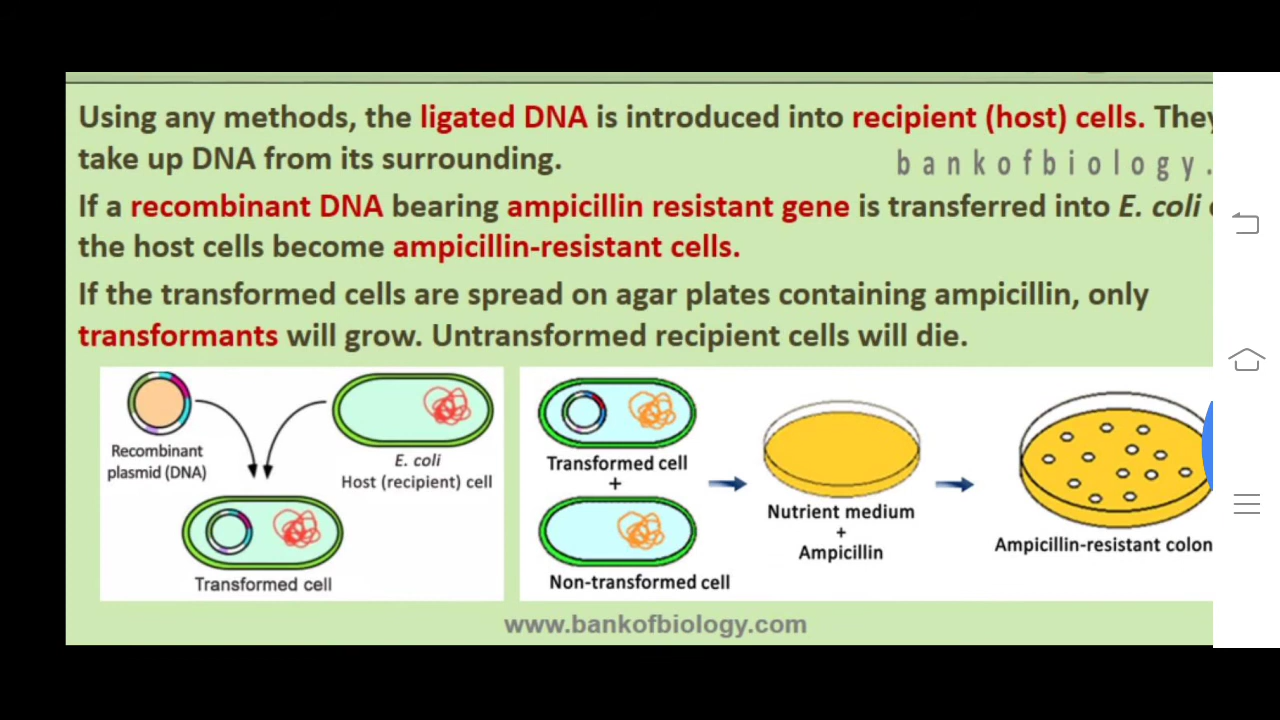 Using any methods, the ligated DNA is introduced into recipient (host) cells. They
take up DNA from its surrounding.
bankofbiology.
If a recombinant DNA bearing ampicillin resistant gene is transferred into E. coli
the host cells become ampicillin-resistant cells.
If the transformed cells are spread on agar plates containing ampicillin, only
transformants will grow. Untransformed recipient cells will die.
Recombinant
plasmid (DNA)
E. coli
Host (recipient) cell
Transformed cell
Transformed cell
+
Non-transformed cell
Nutrient medium
+
Ampicillin
Ampicillin-resistant colon
www.bankofbiology.com